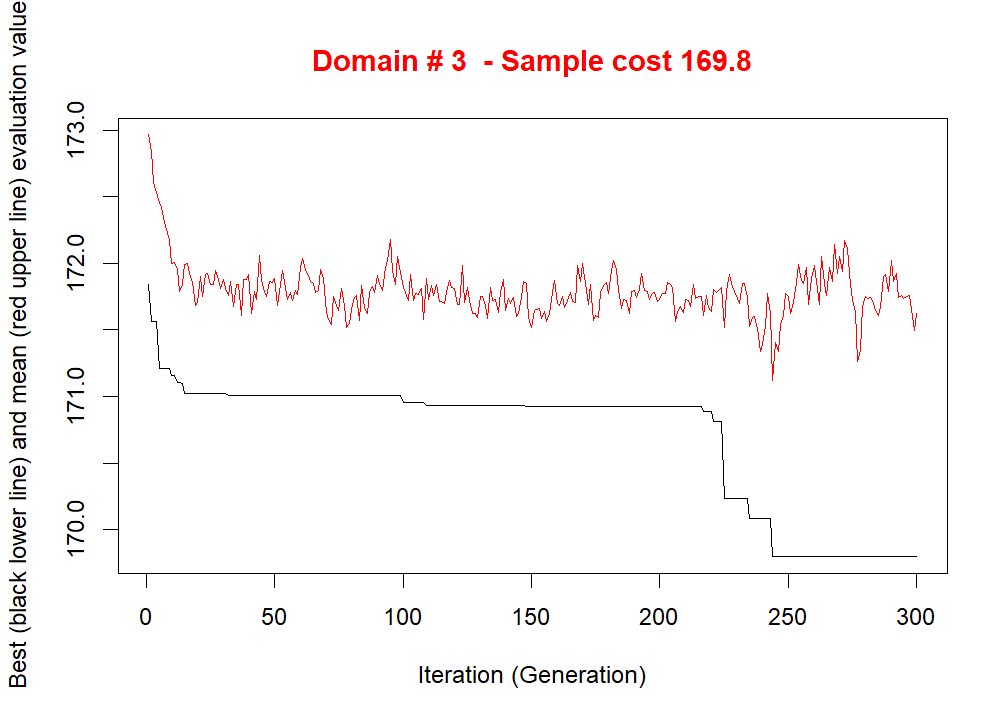 Domain # 3  - Sample cost 169.8
Best (black lower line) and mean (red upper line) evaluation value
173.0
172.0
171.0
170.0
0 50 100 150 200 250 300
Iteration (Generation)